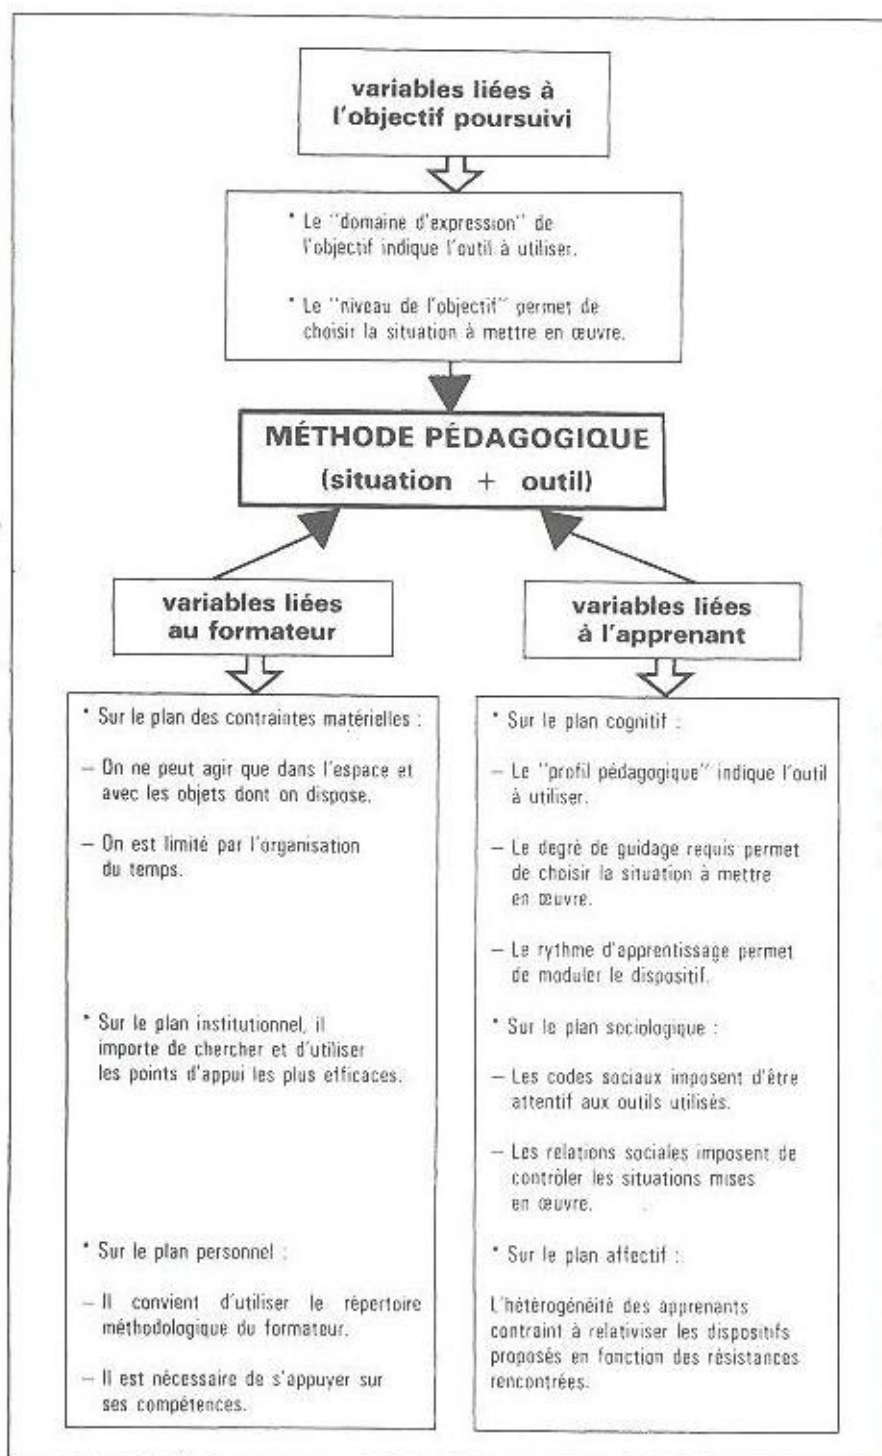 variables liées à
l'objectif poursuivi
* Le "domaine d'expression" de
l'objectif indique l'outil à utiliser.
* Le "niveau de l'objectif" permet de
choisir la situation à mettre en œuvre.
MÉTHODE PÉDAGOGIQUE
(situation + outil)
variables liées
au formateur
* Sur le plan des contraintes matérielles :
– On ne peut agir que dans l'espace et
avec les objets dont on dispose.
– On est limité par l'organisation
du temps.
* Sur le plan institutionnel, il
importe de chercher et d'utiliser
les points d'appui les plus efficaces.
* Sur le plan personnel :
– Il convient d'utiliser le répertoire
méthodologique du formateur.
– Il est nécessaire de s'appuyer sur
ses compétences.
variables liées
à l'apprenant
* Sur le plan cognitif :
– Le "profil pédagogique" indique l'outil
à utiliser.
– Le degré de guidage requis permet
de choisir la situation à mettre
en œuvre.
– Le rythme d'apprentissage permet
de moduler le dispositif.
* Sur le plan sociologique :
– Les codes sociaux imposent d'être
attentif aux outils utilisés.
– Les relations sociales imposent de
contrôler les situations mises
en œuvre.
* Sur le plan affectif :
L'hétérogénéité des apprenants
contraint à relativiser les dispositifs
proposés en fonction des résistances
rencontrées.